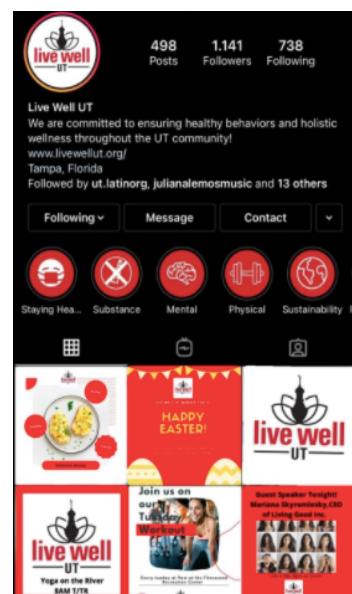 live well
UT
498
Posts
1.141
Followers
738
Following
Live Well UT
We are committed to ensuring healthy behaviors and holistic
wellness throughout the UT community!
www.livewellut.org/
Tampa, Florida
Followed by ut.latinorg, julianalemosmusic and 13 others
Following
Message
Contact
Staying Hea...
Substance
Mental
Physical
Sustainability
HAPPY
EASTER!
live well
UT
live well
UT
Yoga on the River
8AM T/TR
Join us on
our
Tuesday
Workout
Guest Speaker Tonight!
Mariana Skyromiosky,CEO
of Living Good Inc.